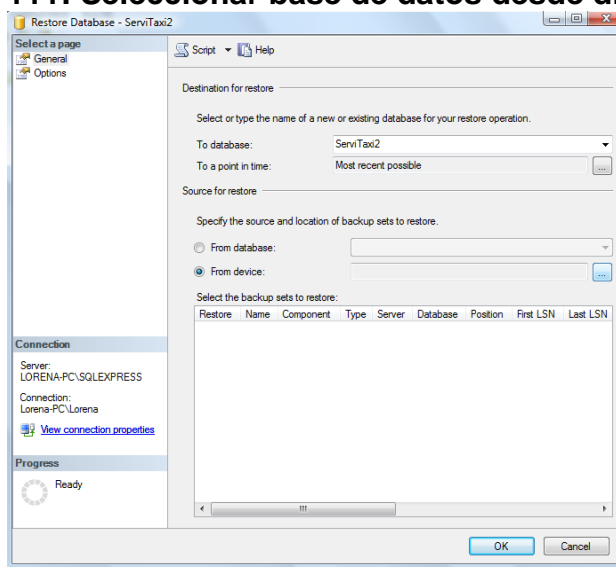 Seleccionar base de datos desde
Restore Database - ServiTaxi2
Select a page
General
Options
Script
Help
Destination for restore
Select or type the name of a new or existing database for your restore operation.
To database:
ServiTaxi2
To a point in time:
Most recent possible
...
Source for restore
Specify the source and location of backup sets to restore.
From database:
From device:
...
Select the backup sets to restore:
Restore Name Component Type Server Database Position First LSN Last LSN
Connection
Server:
LORENA-PC\SQLEXPRESS
Connection:
Lorena-PC\Lorena
View connection properties
Progress
Ready
OK
Cancel